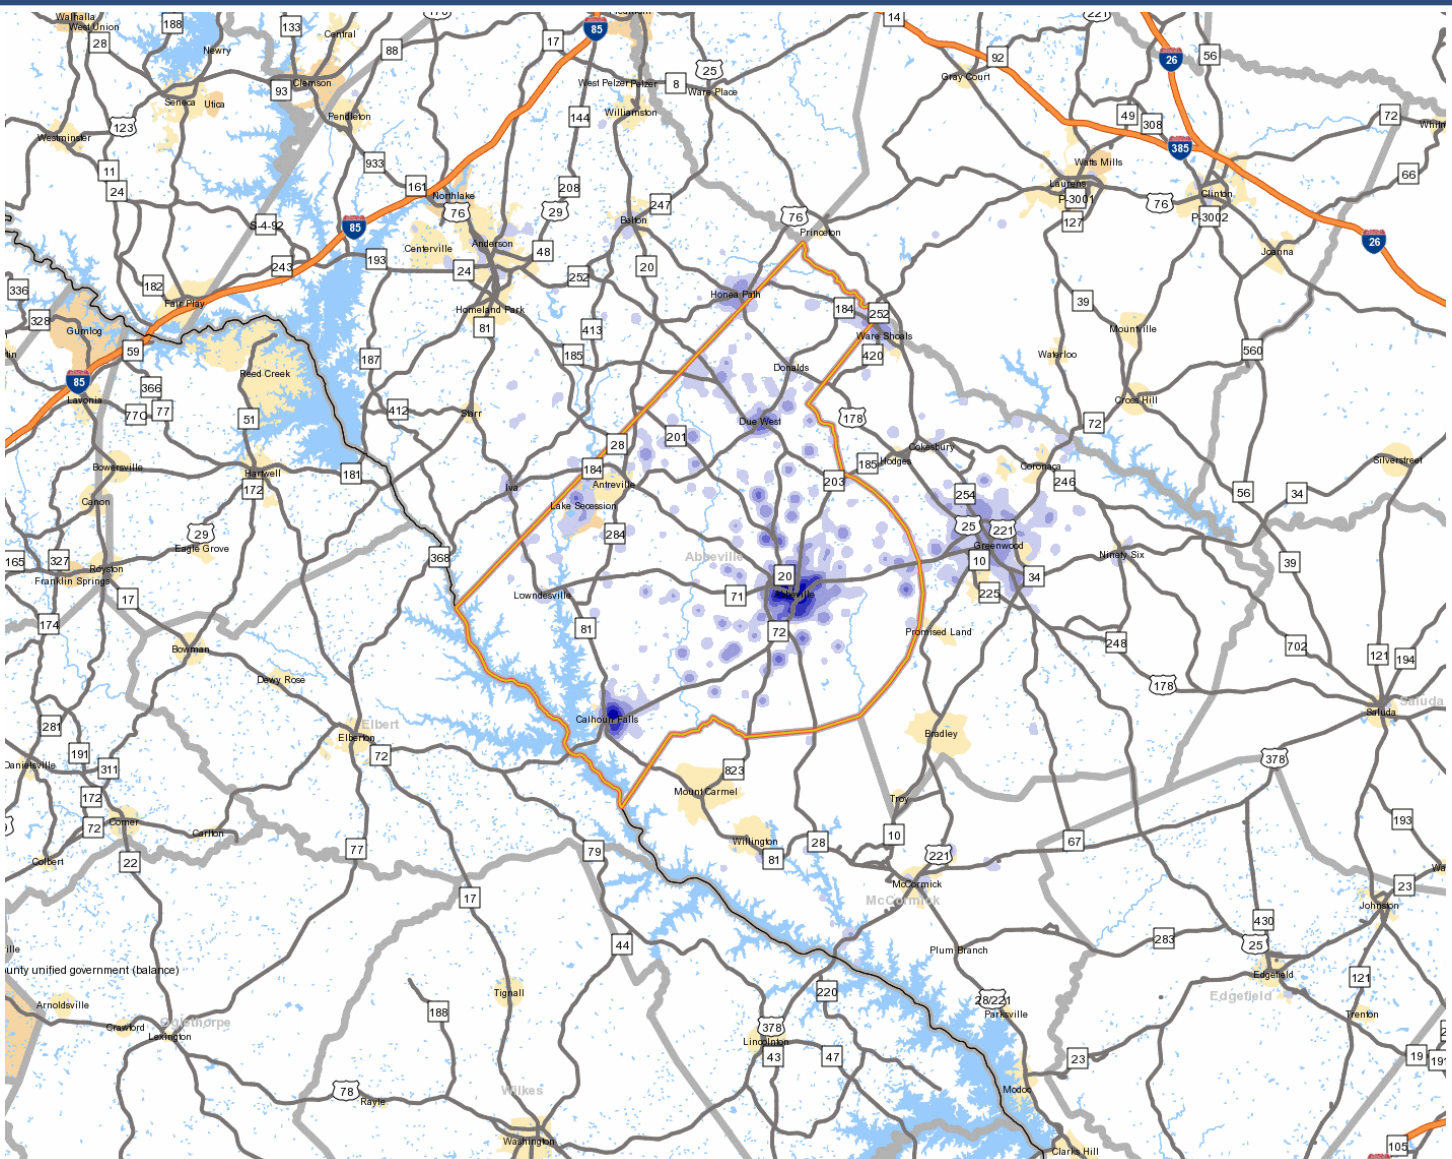 Walhalla
West Union
188
133
Central
17
85
14
221
28
Newry
88
92
26
56
West Pelzer
Pelzer
8
25
Ware Place
Gray Court
Clemson
93
Seneca
Utica
Williamston
49
308
72
Pendleton
144
123
Westminster
385
Watts Mills
11
933
66
24
161
208
Laurens
P-3001
76
Clinton
Northlake
76
29
247
76
P-3002
S-4-92
85
Belton
Princeton
127
26
Centerville
Anderson
48
Joanna
193
243
24
252
20
336
182
Honea Path
39
Fair Play
Homeland Park
184
252
328
Gumlog
81
413
Ware Shoals
Mountville
59
187
185
420
Waterloo
560
85
366
Reed Creek
Donalds
Lavonia
77
412
Starr
Cross Hill
51
Due West
178
72
28
201
Cokesbury
Bowersville
Hartwell
181
184
185
Hodges
Coronaca
Silverstreet
Canon
172
Iva
Antreville
203
246
254
56
34
Lake Secession
29
284
25
221
Eagle Grove
Abbeville
Greenwood
Ninety Six
165
327
368
10
39
Royston
Franklin Springs
20
34
17
Lowndesville
71
Abbeville
225
174
81
72
Promised Land
Bowman
248
702
121
194
Dewy Rose
178
Saluda
Saluda
281
Elbert
Calhoun Falls
Bradley
Elberton
191
72
378
Danielsville
311
823
172
Mount Carmel
Troy
72
Comer
193
Carlton
Willington
28
10
67
77
79
81
221
Colbert
22
McCormick
23
17
McCormick
Johnston
430
44
283
25
Plum Branch
unty unified government (balance)
Edgefield
121
Tignall
220
28/221
Edgefield
Arnoldsville
188
Parksville
Trenton
Crawford
Oglethorpe
378
Lexington
Lincolnton
43
47
23
19
Wilkes
78
Rayle
Modoc
Washington
105
Clarks Hill